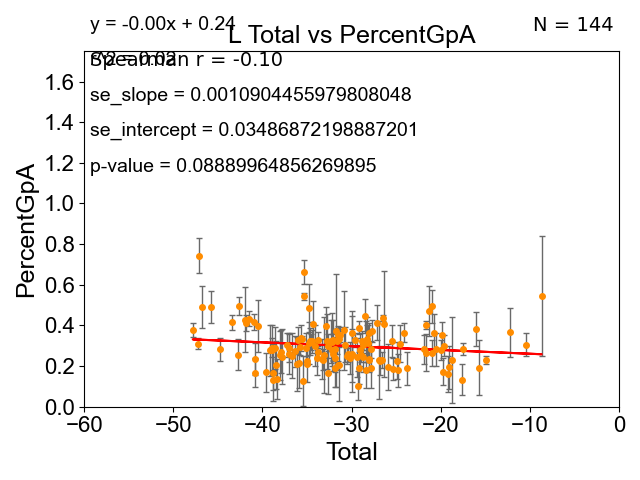 y = -0.00x + 0.24
N = 144
L Total vs PercentGpA
Spearman r = -0.10
se_slope = 0.0010904455979808048
se_intercept = 0.03486872198887201
p-value = 0.08889964856269895
PercentGpA
1.6
1.4
1.2
1.0
0.8
0.6
0.4
0.2
0.0
−60
−50
−40
−30
−20
−10
0
Total